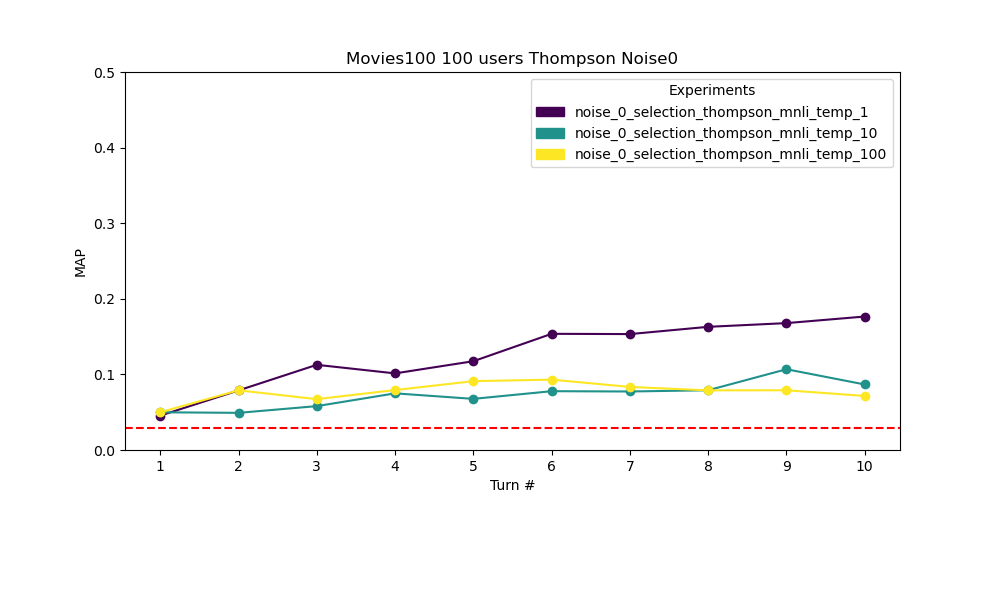 Movies100 100 users Thompson Noise0
Experiments
noise_0_selection_thompson_mnli_temp_1
noise_0_selection_thompson_mnli_temp_10
noise_0_selection_thompson_mnli_temp_100
MAP
0.5
0.4
0.3
0.2
0.1
0.0
1 2 3 4 5 6 7 8 9 10
Turn #